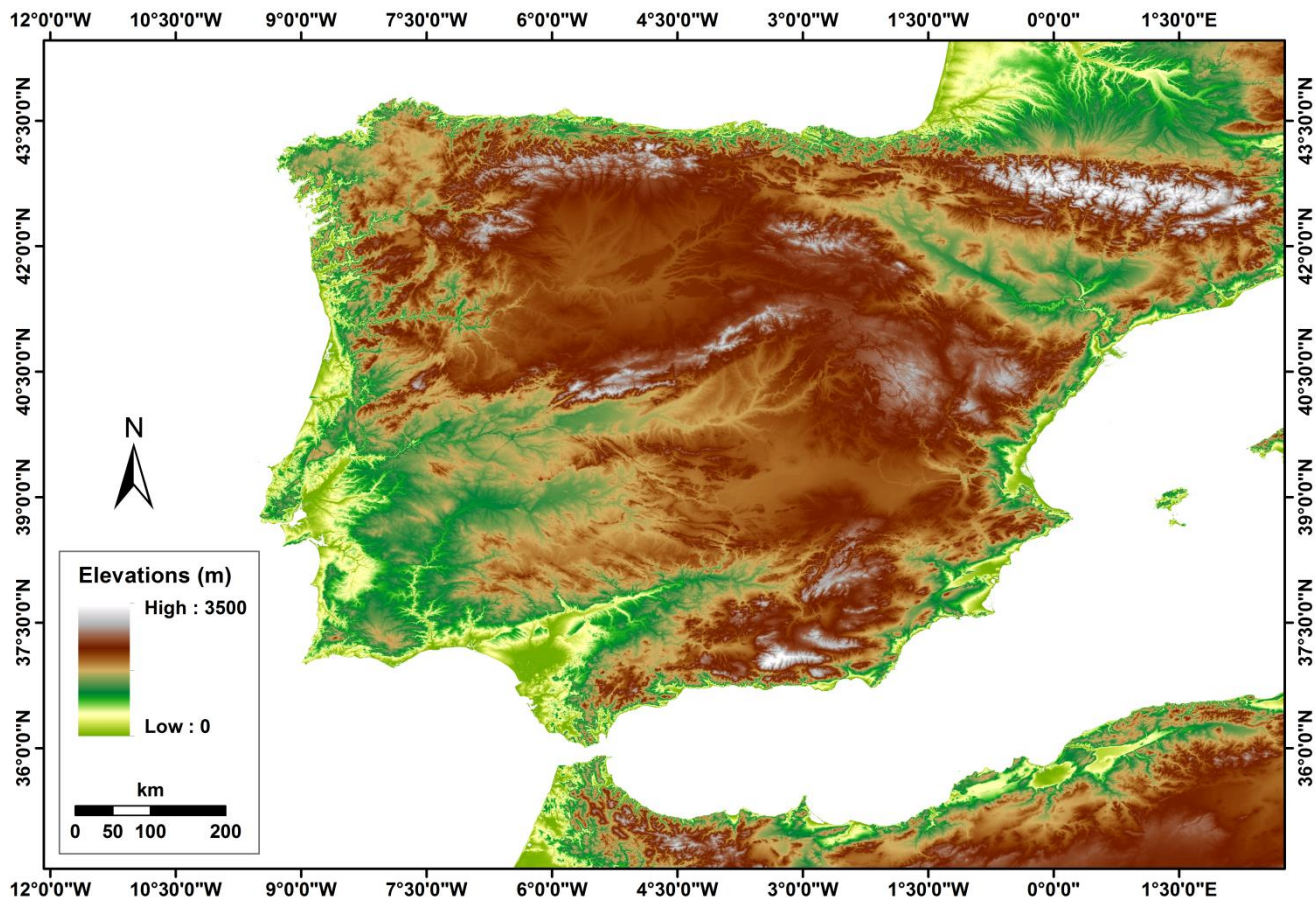 12°0'0"W 10°30'0"W 9°0'0"W 7°30'0"W 6°0'0"W 4°30'0"W 3°0'0"W 1°30'0"W 0°0'0" 1°30'0"E
43°30'0"N 43°30'0"N
42°0'0"N 42°0'0"N
40°30'0"N 40°30'0"N
N
39°0'0"N 39°0'0"N
Elevations (m)
High : 3500
37°30'0"N 37°30'0"N
Low : 0
36°0'0"N 36°0'0"N
km
0 50 100 200
12°0'0"W 10°30'0"W 9°0'0"W 7°30'0"W 6°0'0"W 4°30'0"W 3°0'0"W 1°30'0"W 0°0'0" 1°30'0"E